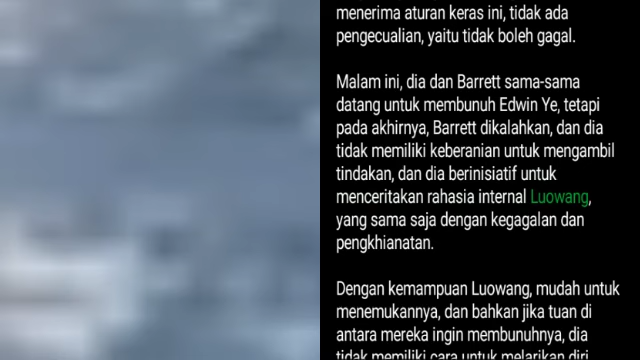 menerima aturan keras ini, tidak ada
pengecualian, yaitu tidak boleh gagal.
Malam ini, dia dan Barrett sama-sama
datang untuk membunuh Edwin Ye, tetapi
pada akhirnya, Barrett dikalahkan, dan dia
tidak memiliki keberanian untuk mengambil
tindakan, dan dia berinisiatif untuk
menceritakan rahasia internal Luowang,
yang sama saja dengan kegagalan dan
pengkhianatan.
Dengan kemampuan Luowang, mudah untuk
menemukannya, dan bahkan jika tuan di
antara mereka ingin membunuhnya, dia
tidak memiliki cara untuk melarikan diri